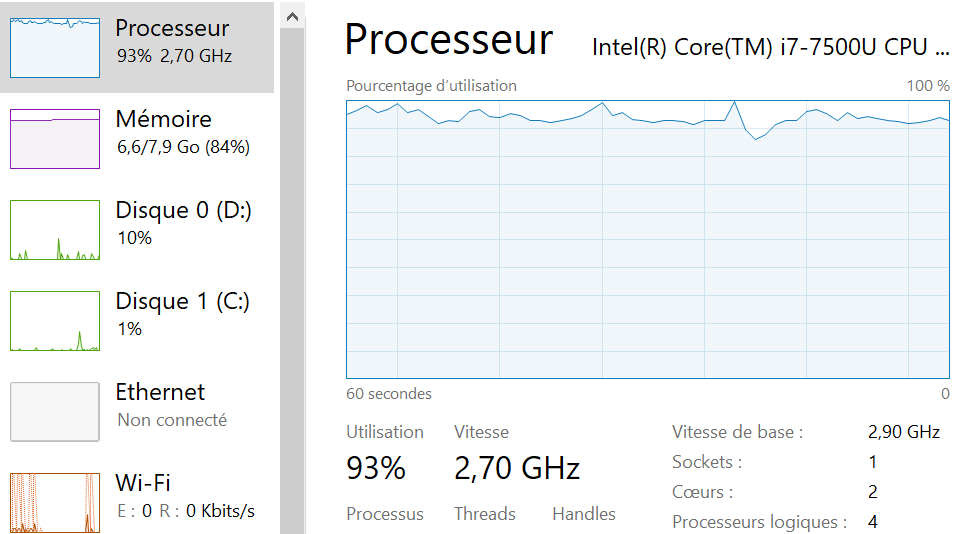 Processeur
93% 2,70 GHz
Mémoire
6,6/7,9 Go (84%)
Disque 0 (D:)
10%
Disque 1 (C:)
1%
Ethernet
Non connecté
Wi-Fi
E : 0 R : 0 Kbits/s
Processeur
Intel(R) Core(TM) i7-7500U CPU ...
Pourcentage d’utilisation
100 %
60 secondes
0
Utilisation
Vitesse
93%
2,70 GHz
Processus
Threads
Handles
Vitesse de base :
2,90 GHz
Sockets :
1
Cœurs :
2
Processeurs logiques :
4